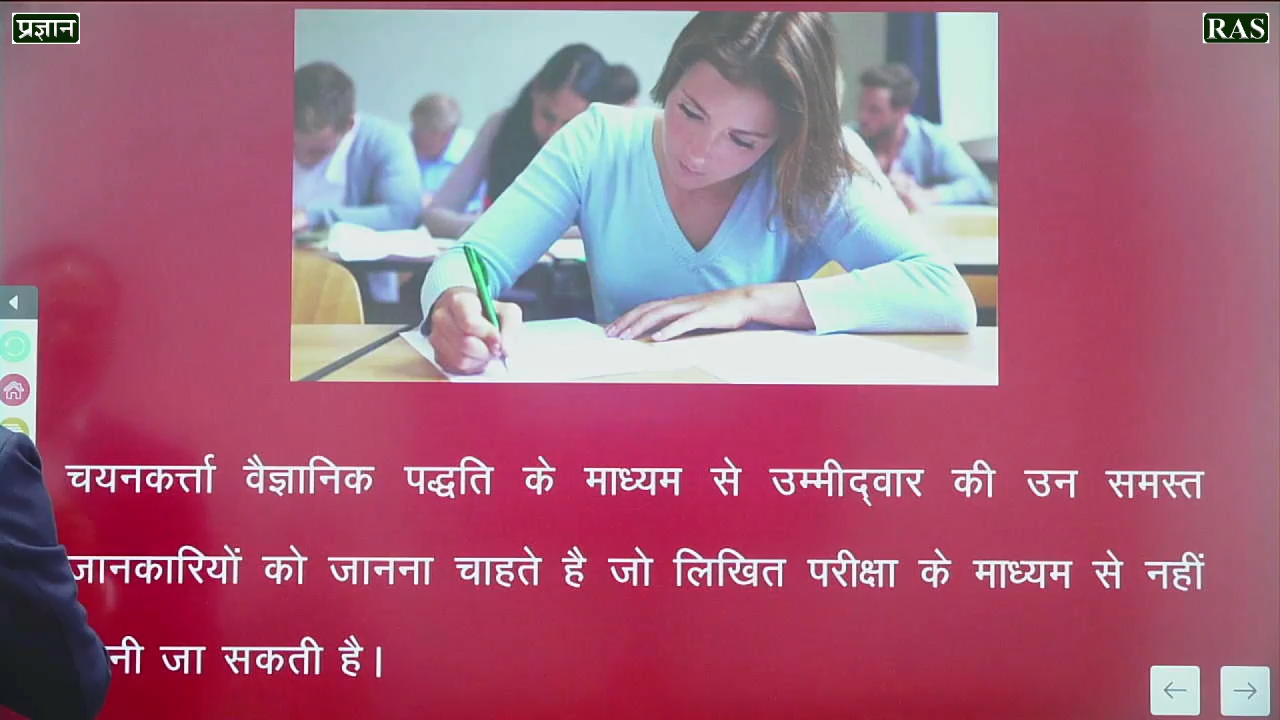 प्रज्ञान
RAS
चयनकर्त्ता वैज्ञानिक पद्धति के माध्यम से उम्मीद्‌वार की उन समस्त
जानकारियों को जानना चाहते है जो लिखित परीक्षा के माध्यम से नहीं
जा सकती है।